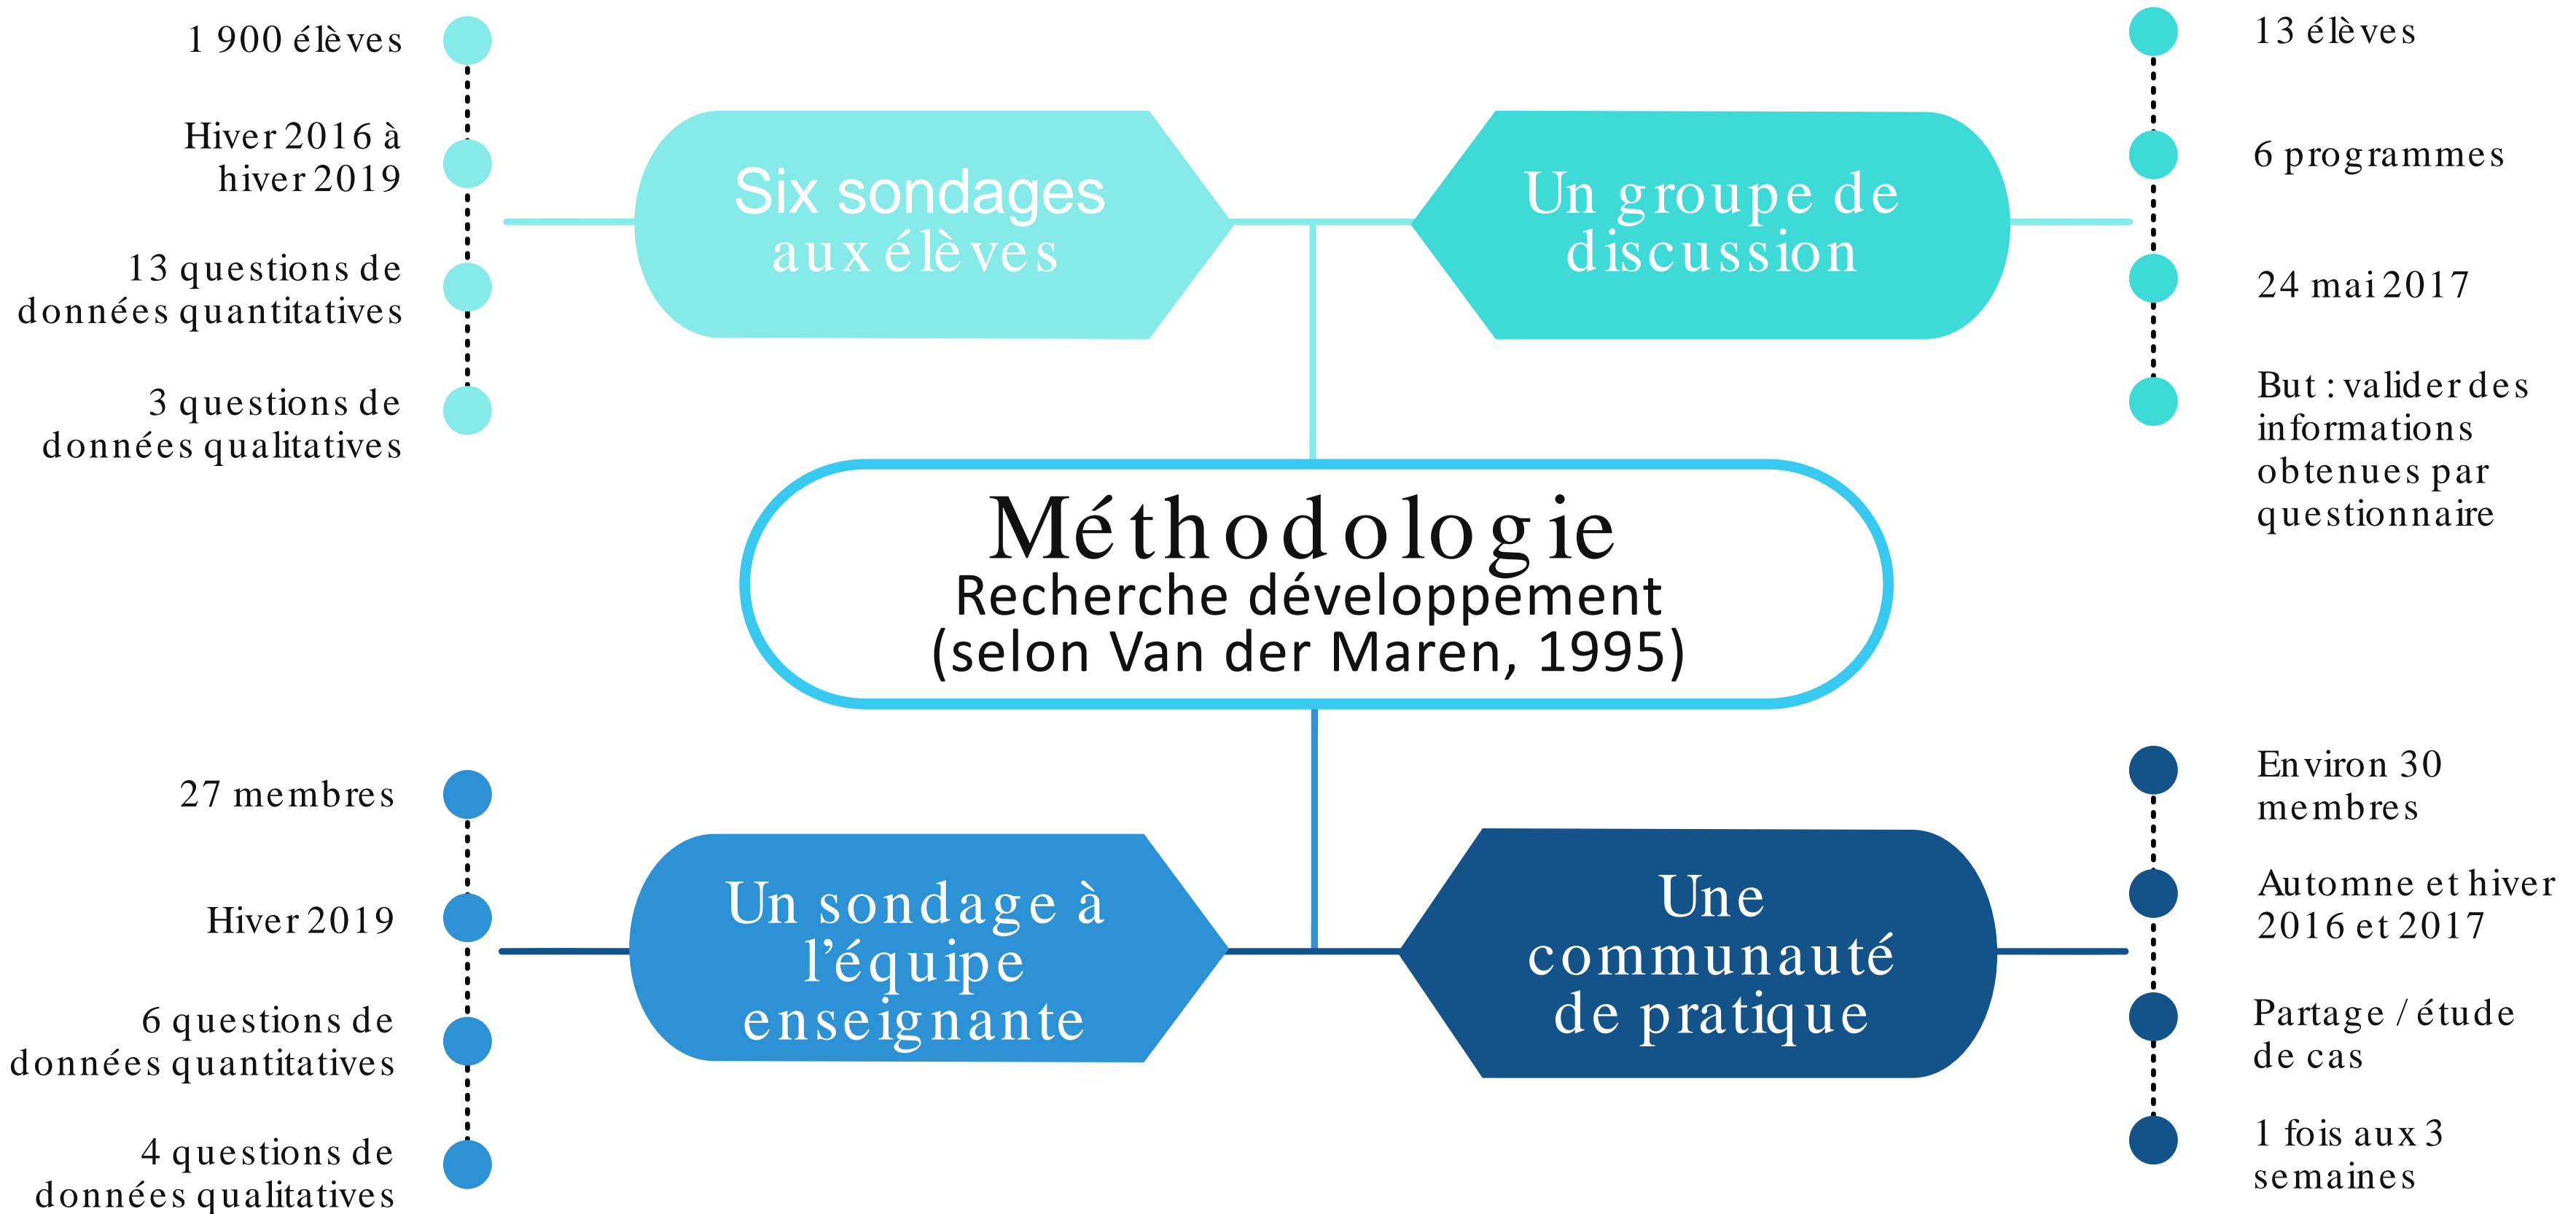 1 900 élèves
Hiver 2016 à
hiver 2019
13 questions de
données quantitatives
3 questions de
données qualitatives
Six sondages
aux élèves
Un groupe de
discussion
13 élèves
6 programmes
24 mai 2017
But : valider des
informations
obtenues par
questionnaire
Méthodologie
Recherche développement
(selon Van der Maren, 1995)
27 membres
Hiver 2019
6 questions de
données quantitatives
4 questions de
données qualitatives
Un sondage à
l’équipe
enseignante
Une
communauté
de pratique
Environ 30
membres
Automne et hiver
2016 et 2017
Partage / étude
de cas
1 fois aux 3
semaines